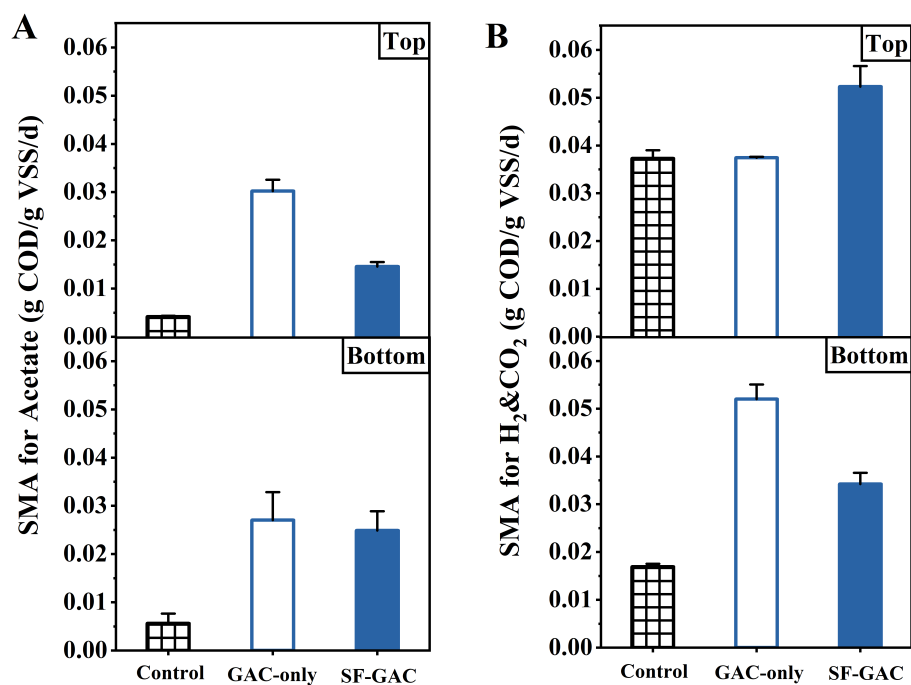 A
SMA for Acetate (g COD/g VSS/d)
Top
0.06
0.05
0.04
0.03
0.02
0.01
0.00
Bottom
0.06
0.05
0.04
0.03
0.02
0.01
0.00
Control GAC-only SF-GAC
B
SMA for H₂&CO₂ (g COD/g VSS/d)
Top
0.06
0.05
0.04
0.03
0.02
0.01
0.00
Bottom
0.06
0.05
0.04
0.03
0.02
0.01
0.00
Control GAC-only SF-GAC